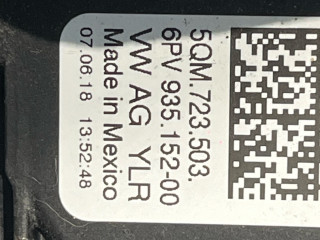 5QM.723.503.
6PV 935.152-00
VW AG YLR
Made in Mexico
07.06.18 13:52:48